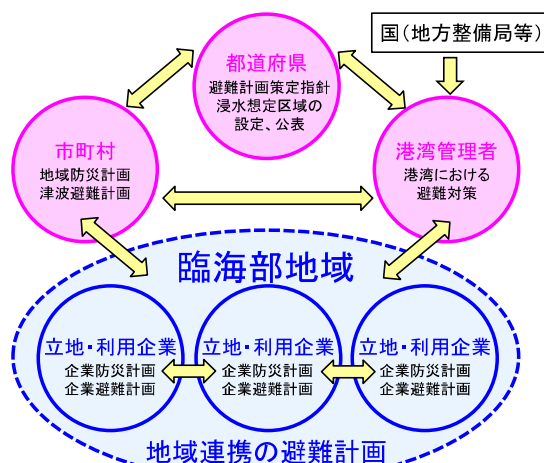 国(地方整備局等)
都道府県
避難計画策定指針
浸水想定区域の
設定、公表
市町村
地域防災計画
津波避難計画
港湾管理者
港湾における
避難対策
臨海部地域
立地・利用企業
企業防災計画
企業避難計画
立地・利用企業
企業防災計画
企業避難計画
立地・利用企業
企業防災計画
企業避難計画
地域連携の避難計画